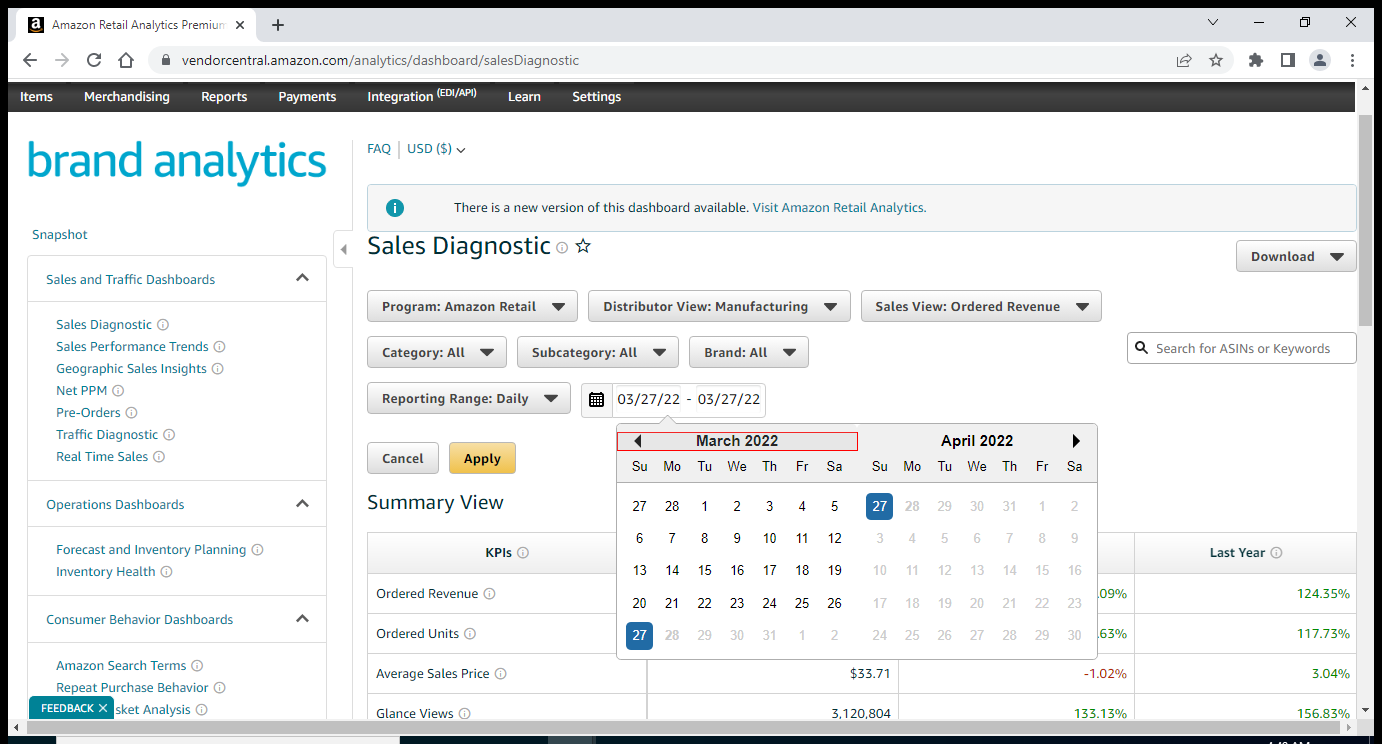 Amazon Retail Analytics Premium
vendorcentral.amazon.com/analytics/dashboard/salesDiagnostic
Items Merchandising Reports Payments Integration (EDI/API) Learn Settings
brand analytics
FAQ USD ($)
There is a new version of this dashboard available. Visit Amazon Retail Analytics.
Snapshot
Sales Diagnostic
Download
Sales and Traffic Dashboards
Sales Diagnostic
Sales Performance Trends
Geographic Sales Insights
Net PPM
Pre-Orders
Traffic Diagnostic
Real Time Sales
Operations Dashboards
Forecast and Inventory Planning
Inventory Health
Consumer Behavior Dashboards
Amazon Search Terms
Repeat Purchase Behavior
FEEDBACK X
sket Analysis
Program: Amazon Retail Distributor View: Manufacturing Sales View: Ordered Revenue
Category: All Subcategory: All Brand: All
Search for ASINs or Keywords
Reporting Range: Daily 03/27/22 - 03/27/22
Cancel Apply
March 2022 April 2022
Su Mo Tu We Th Fr Sa Su Mo Tu We Th Fr Sa
27 28 1 2 3 4 5 27 28 29 30 31 1 2
6 7 8 9 10 11 12 3 4 5 6 7 8 9
13 14 15 16 17 18 19 10 11 12 13 14 15 16
20 21 22 23 24 25 26 17 18 19 20 21 22 23
27 28 29 30 31 1 2 24 25 26 27 28 29 30
Summary View
KPIs Last Year
Ordered Revenue .09% 124.35%
Ordered Units .63% 117.73%
Average Sales Price $33.71 -1.02% 3.04%
Glance Views 3,120,804 133.13% 156.83%